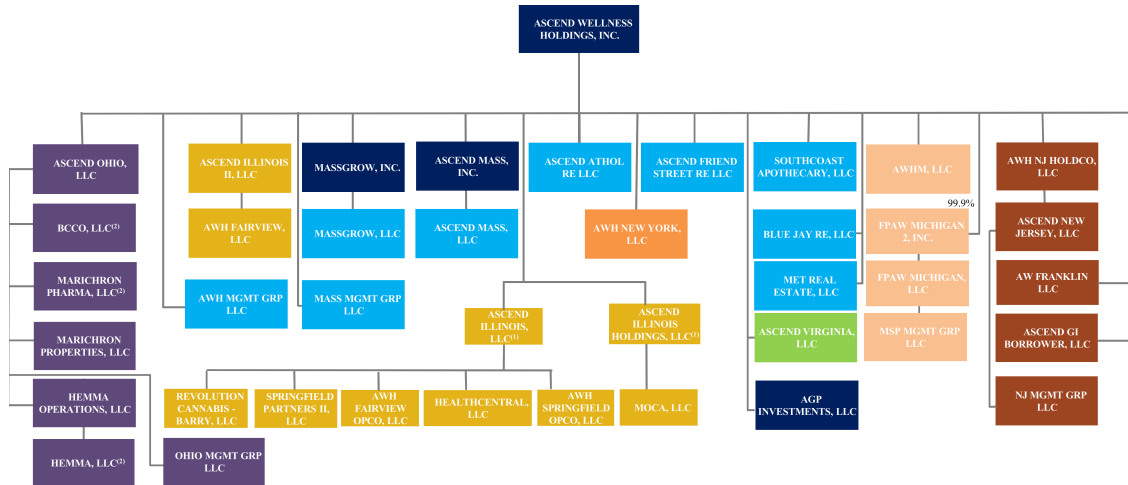 ASCEND WELLNESS
HOLDINGS, INC.
ASCEND OHIO,
LLC
ASCEND ILLINOIS
II, LLC
MASSGROW, INC.
ASCEND MASS,
INC.
ASCEND ATHOL
RE LLC
ASCEND FRIEND
STREET RE LLC
SOUTHCOAST
APOTHECARY, LLC
AWHM, LLC
AWH NJ HOLDCO,
LLC
99.9%
BCCO, LLC(2)
AWH FAIRVIEW,
LLC
MASSGROW, LLC
ASCEND MASS,
LLC
AWH NEW YORK,
LLC
BLUE JAY RE, LLC
FPAW MICHIGAN
2, INC.
ASCEND NEW
JERSEY, LLC
MARICHRON
PHARMA, LLC(2)
AWH MGMT GRP
LLC
MASS MGMT GRP
LLC
MET REAL
ESTATE, LLC
FPAW MICHIGAN,
LLC
AW FRANKLIN
LLC
MARICHRON
PROPERTIES, LLC
ASCEND
ILLINOIS,
LLC(1)
ASCEND
ILLINOIS
HOLDINGS, LLC(1)
ASCEND VIRGINIA,
LLC
MSP MGMT GRP
LLC
ASCEND GI
BORROWER, LLC
HEMMA
OPERATIONS, LLC
REVOLUTION
CANNABIS -
BARRY, LLC
SPRINGFIELD
PARTNERS II,
LLC
AWH
FAIRVIEW
OPCO, LLC
HEALTHCENTRAL,
LLC
AWH
SPRINGFIELD
OPCO, LLC
MOCA, LLC
AGP
INVESTMENTS, LLC
NJ MGMT GRP
LLC
HEMMA, LLC(2)
OHIO MGMT GRP
LLC